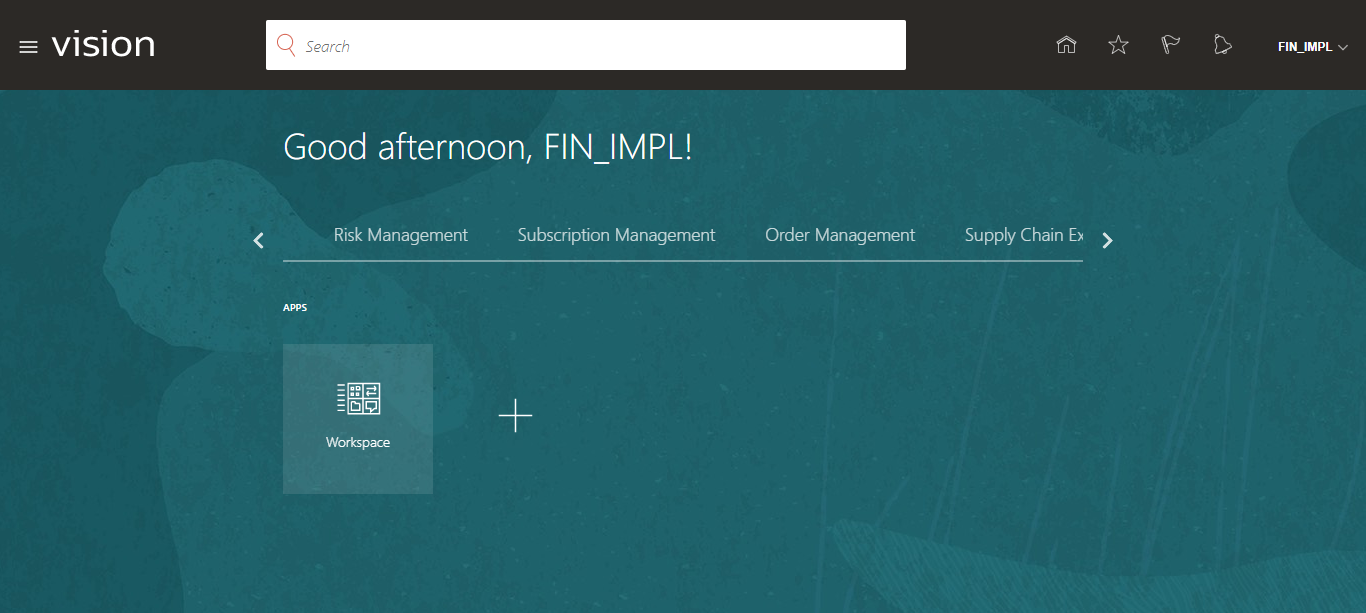 vision
Search
FIN_IMPL
Good afternoon, FIN_IMPL!
Risk Management Subscription Management Order Management Supply Chain Ex
APPS
Workspace